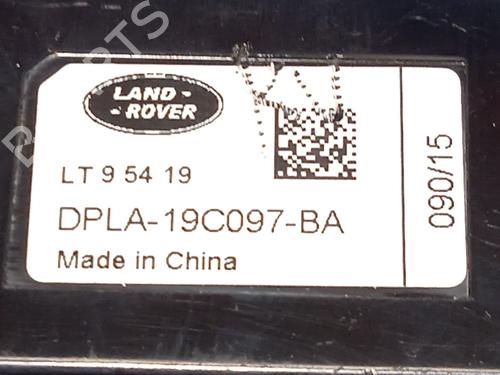 LAND-
-ROVER
LT 9 54 19
DPLA-19C097-BA
Made in China
090/15